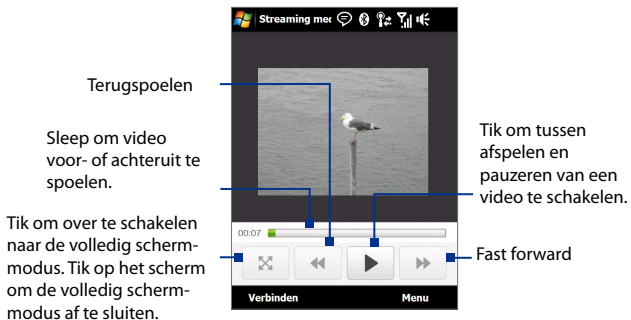 Streaming med
Terugspoelen
Sleep om video
voor- of achteruit te
spoelen.
Tik om over te schakelen
naar de volledig scherm-
modus. Tik op het scherm
om de volledig scherm-
modus af te sluiten.
Tik om tussen
afspelen en
pauzeren van een
video te schakelen.
00:07
Fast forward
Verbinden Menu